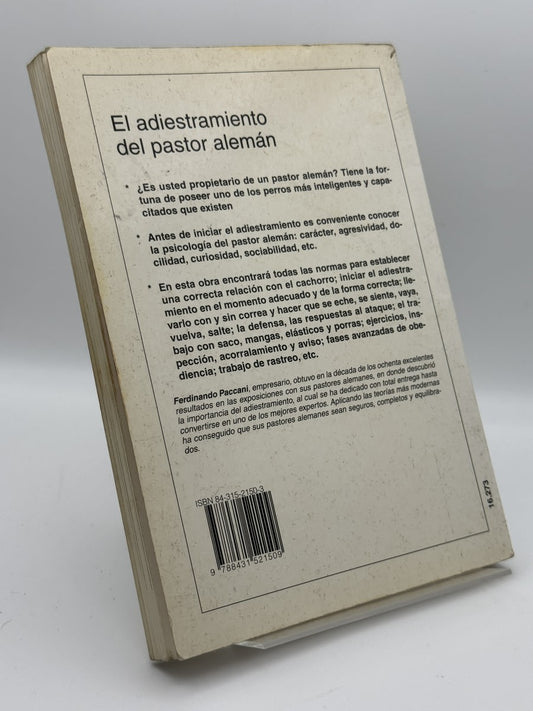 El adiestramiento
del pastor alemán
• ¿Es usted propietario de un pastor alemán? Tiene la for-
tuna de poseer uno de los perros más inteligentes y capa-
citados que existen
• Antes de iniciar el adiestramiento es conveniente conocer
la psicología del pastor alemán: carácter, agresividad, do-
cilidad, curiosidad, sociabilidad, etc.
• En esta obra encontrará todas las normas para establecer
una correcta relación con el cachorro; iniciar el adiestra-
miento en el momento adecuado y de la forma correcta; lle-
varlo con y sin correa y hacer que se eche, se siente, vaya,
vuelva, salte; la defensa, las respuestas al ataque; el tra-
bajo con saco, mangas, elásticos y porras; ejercicios, ins-
pección, acorralamiento y aviso; fases avanzadas de obe-
diencia; trabajo de rastreo, etc.
Ferdinando Paccani, empresario, obtuvo en la década de los ochenta excelentes
resultados en las exposiciones con sus pastores alemanes, en donde descubrió
la importancia del adiestramiento, al cual se ha dedicado con total entrega hasta
convertirse en uno de los mejores expertos. Aplicando las teorías más modernas
ha conseguido que sus pastores alemanes sean seguros, completos y equilibra-
dos.
ISBN 84-315-2150-3
9 788431 521509
16.273